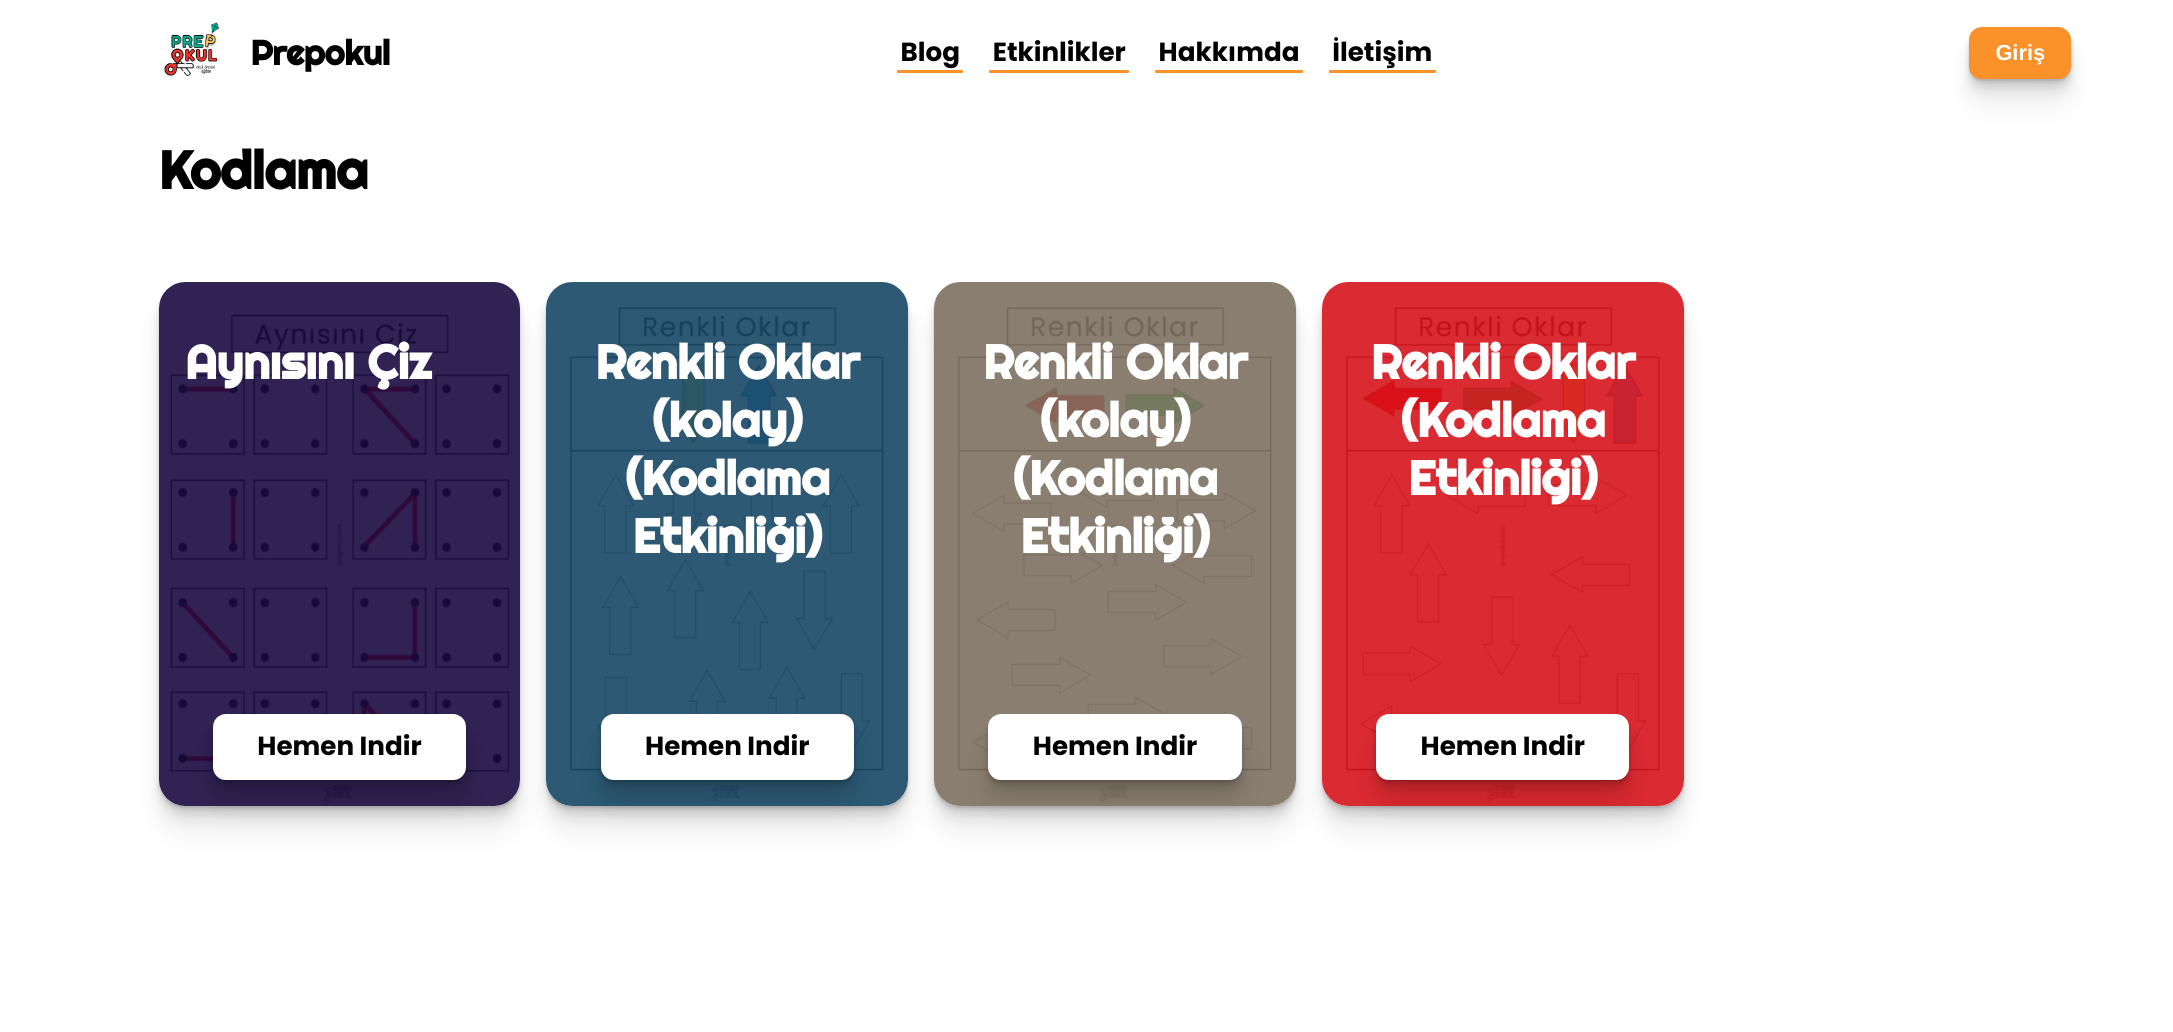 PREP
OKUL
Prepokul
Blog
Etkinlikler
Hakkımda
İletişim
Giriş
Kodlama
Aynısını Çiz
Aynısını Çiz
Hemen Indir
Renkli Oklar
Renkli Oklar
(kolay)
(Kodlama
Etkinliği)
Hemen Indir
Renkli Oklar
Renkli Oklar
(kolay)
(Kodlama
Etkinliği)
Hemen Indir
Renkli Oklar
Renkli Oklar
(Kodlama
Etkinliği)
Hemen Indir